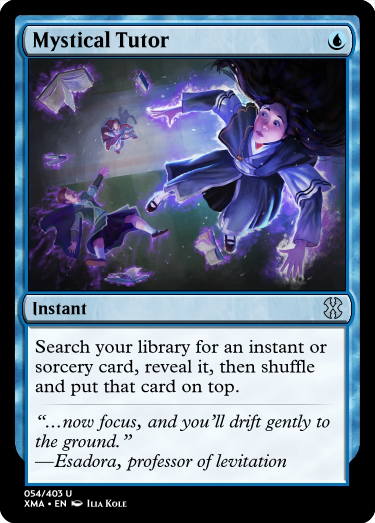 Mystical Tutor
Instant
Search your library for an instant or
sorcery card, reveal it, then shuffle
and put that card on top.
“...now focus, and you’ll drift gently to
the ground.”
—Esadora, professor of levitation
054/403 U
XMA • EN Ilia Kole